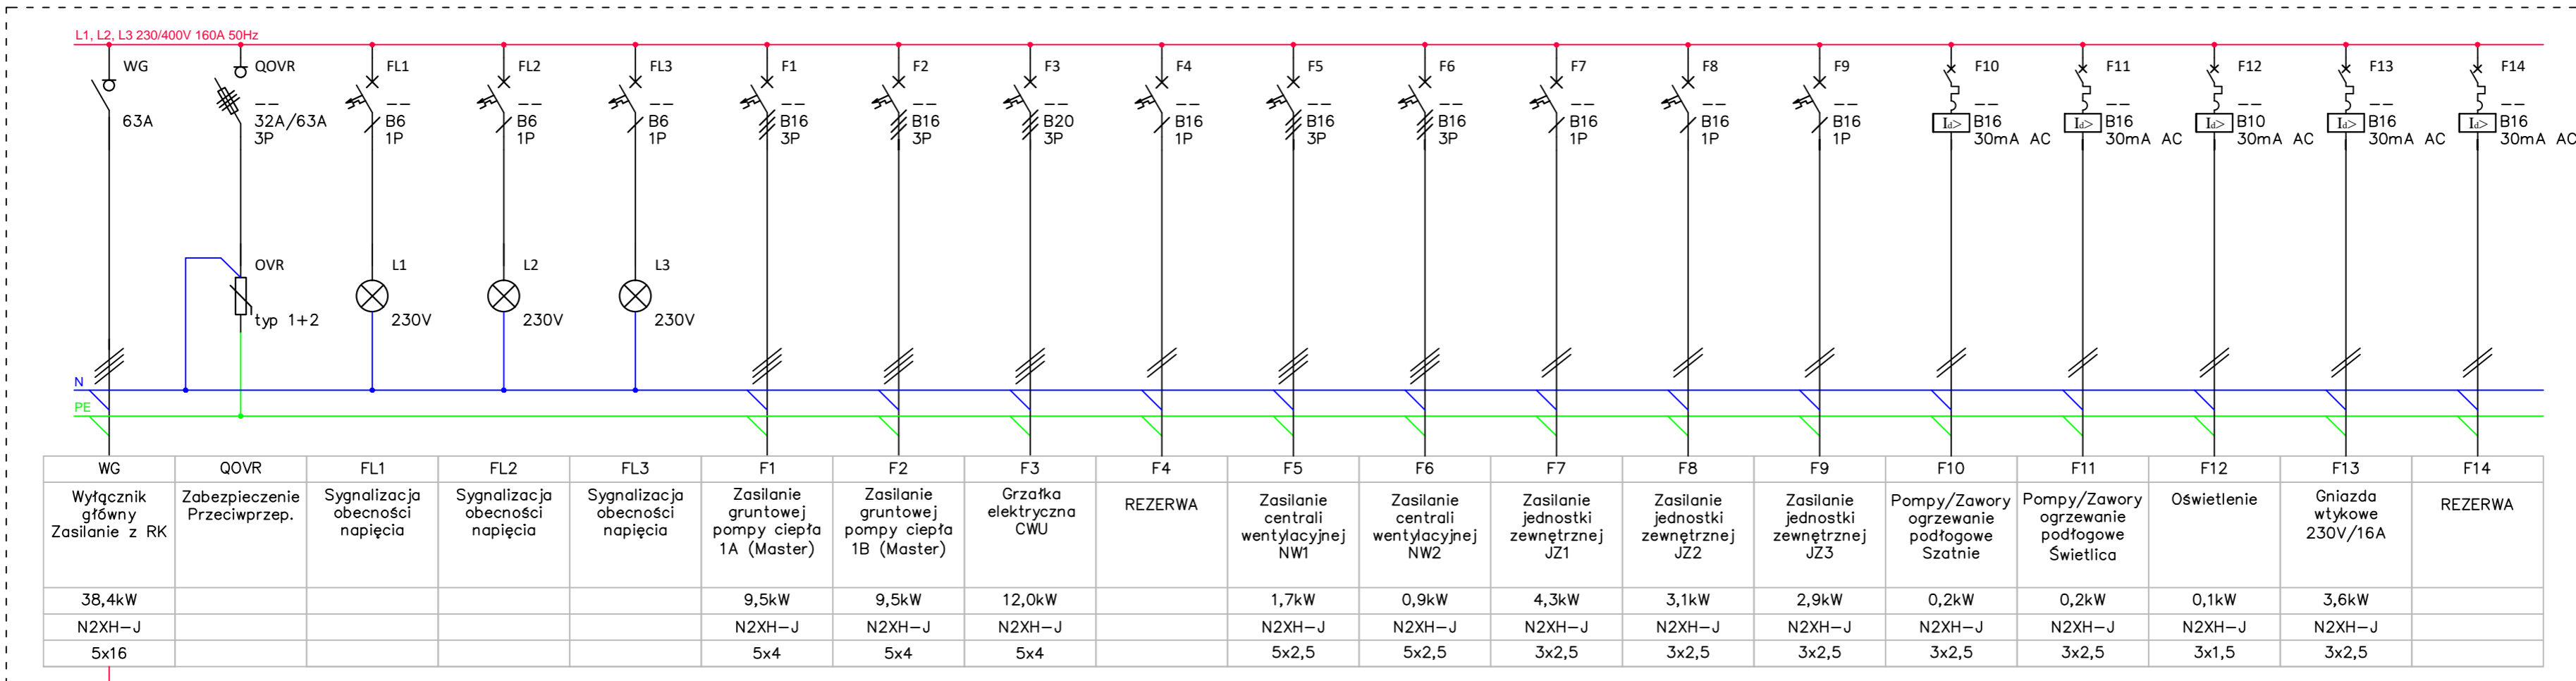 L1, L2, L3 230/400V 160A 50Hz
WG
QOVR
FL1
FL2
FL3
F1
F2
F3
F4
F5
F6
F7
F8
F9
F10
F11
F12
F13
F14
63A
--
32A/63A
3P
--
B6
1P
--
B6
1P
--
B6
1P
--
B16
3P
--
B16
3P
--
B20
3P
--
B16
1P
--
B16
3P
--
B16
3P
--
B16
1P
--
B16
1P
--
B16
1P
--
Id> B16
30mA AC
--
Id> B16
30mA AC
--
Id> B10
30mA AC
--
Id> B16
30mA AC
--
Id> B16
30mA AC
OVR
typ 1+2
L1
230V
L2
230V
L3
230V
N
PE
WG QOVR FL1 FL2 FL3 F1 F2 F3 F4 F5 F6 F7 F8 F9 F10 F11 F12 F13 F14
Wyłącznik
główny
Zasilanie z RK
Zabezpieczenie
Przeciwprzep.
Sygnalizacja
obecności
napięcia
Sygnalizacja
obecności
napięcia
Sygnalizacja
obecności
napięcia
Zasilanie
gruntowej
pompy ciepła
1A (Master)
Zasilanie
gruntowej
pompy ciepła
1B (Master)
Grzałka
elektryczna
CWU
REZERWA
Zasilanie
centrali
wentylacyjnej
NW1
Zasilanie
centrali
wentylacyjnej
NW2
Zasilanie
jednostki
zewnętrznej
JZ1
Zasilanie
jednostki
zewnętrznej
JZ2
Zasilanie
jednostki
zewnętrznej
JZ3
Pompy/Zawory
ogrzewanie
podłogowe
Szatnie
Pompy/Zawory
ogrzewanie
podłogowe
Świetlica
Oświetlenie
Gniazda
wtykowe
230V/16A
REZERWA
38,4kW 9,5kW 9,5kW 12,0kW 1,7kW 0,9kW 4,3kW 3,1kW 2,9kW 0,2kW 0,2kW 0,1kW 3,6kW
N2XH-J N2XH-J N2XH-J N2XH-J N2XH-J N2XH-J N2XH-J N2XH-J N2XH-J N2XH-J N2XH-J N2XH-J N2XH-J
5x16 5x4 5x4 5x4 5x2,5 5x2,5 3x2,5 3x2,5 3x2,5 3x2,5 3x2,5 3x1,5 3x2,5